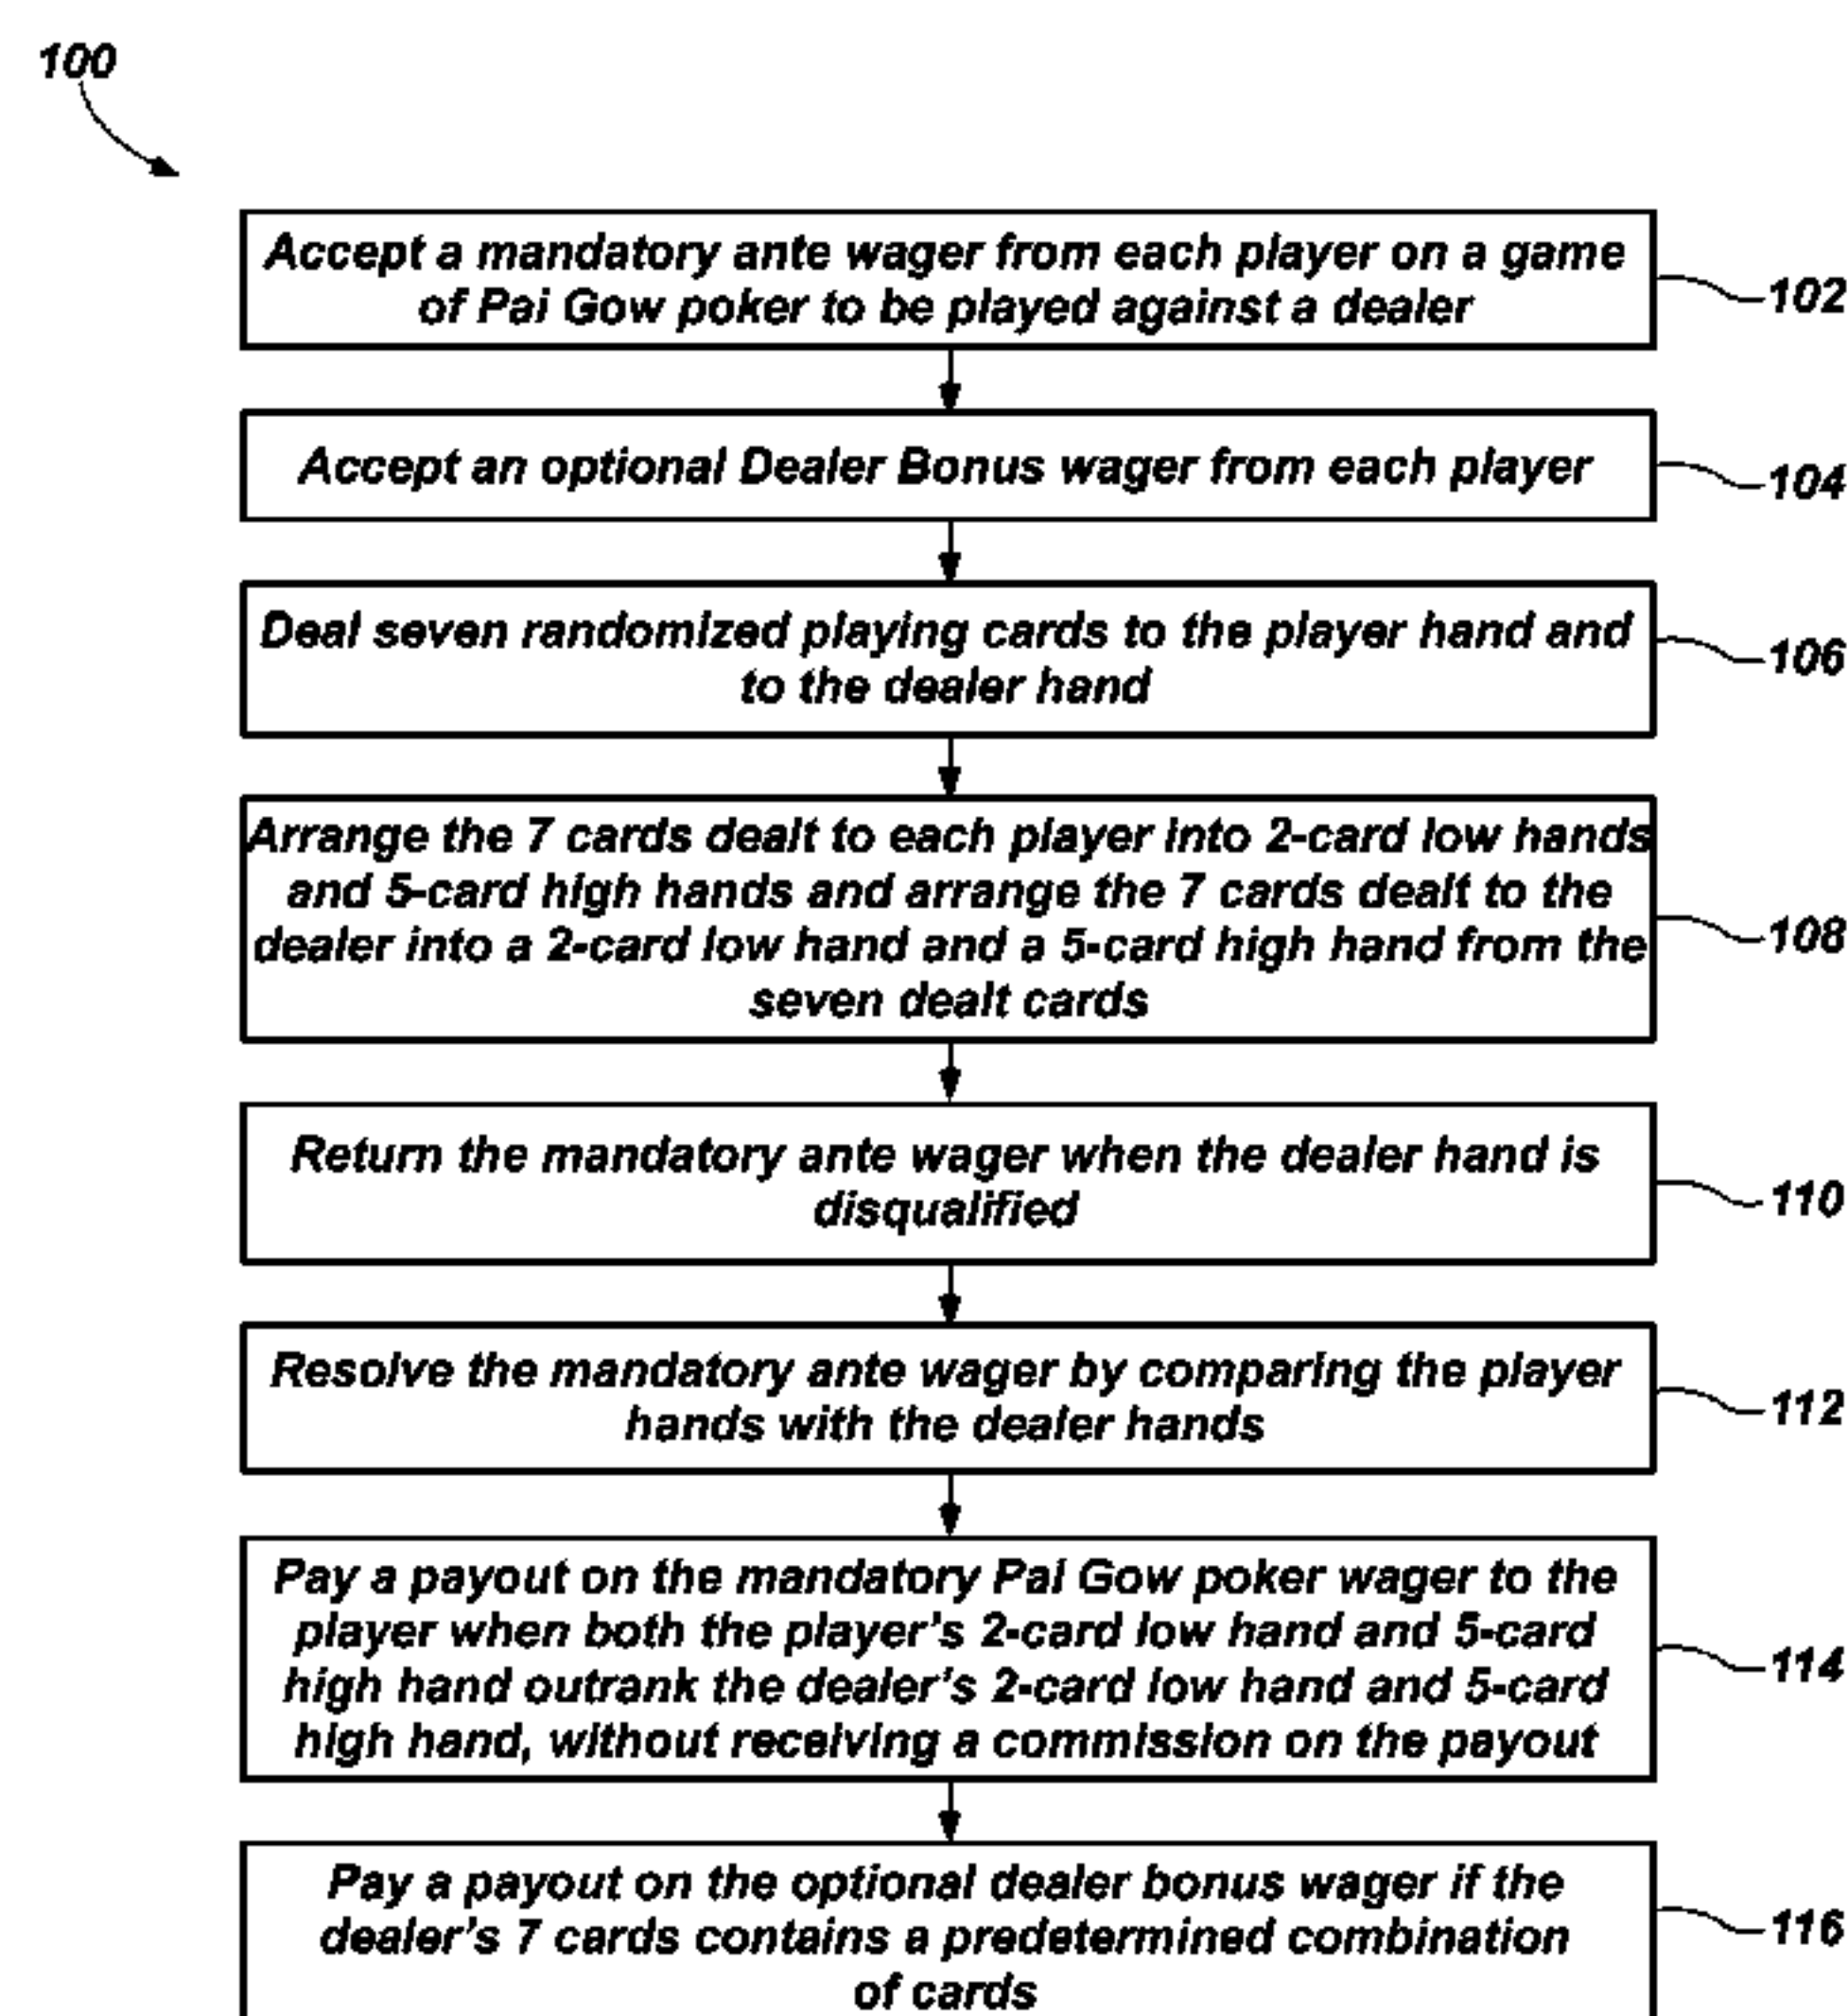 100
Accept a mandatory ante wager from each player on a game
of Pai Gow poker to be played against a dealer
102
Accept an optional Dealer Bonus wager from each player
104
Deal seven randomized playing cards to the player hand and
to the dealer hand
106
Arrange the 7 cards dealt to each player into 2-card low hands
and 5-card high hands and arrange the 7 cards dealt to the
dealer into a 2-card low hand and a 5-card high hand from the
seven dealt cards
108
Return the mandatory ante wager when the dealer hand is
disqualified
110
Resolve the mandatory ante wager by comparing the player
hands with the dealer hands
112
Pay a payout on the mandatory Pai Gow poker wager to the
player when both the player's 2-card low hand and 5-card
high hand outrank the dealer's 2-card low hand and 5-card
high hand, without receiving a commission on the payout
114
Pay a payout on the optional dealer bonus wager if the
dealer's 7 cards contains a predetermined combination
of cards
116